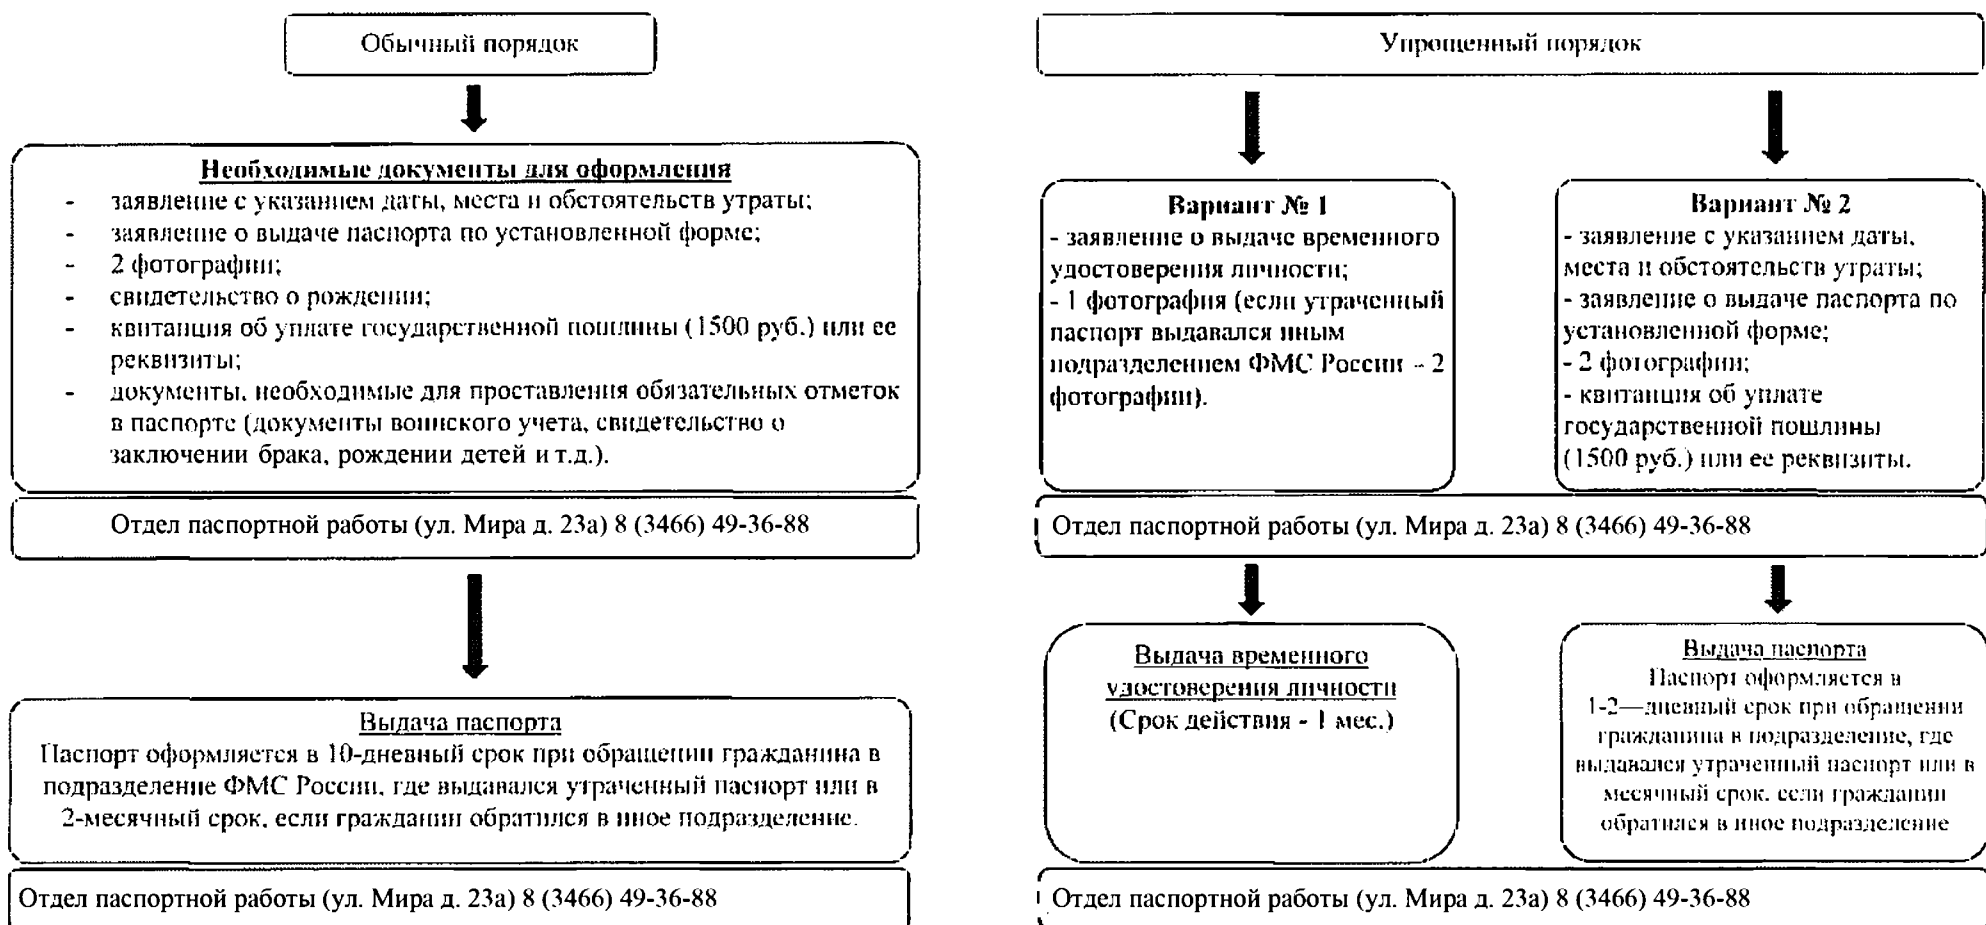 Обычный порядок
Необходимые документы для оформления
- заявление с указанием даты, места и обстоятельств утраты;
- заявление о выдаче паспорта по установленной форме;
- 2 фотографии;
- свидетельство о рождении;
- квитанция об уплате государственной пошлины (1500 руб.) или ее
реквизиты;
- документы, необходимые для проставления обязательных отметок
в паспорте (документы воинского учета, свидетельство о
заключении брака, рождении детей и т.д.).
Отдел паспортной работы (ул. Мира д. 23а) 8 (3466) 49-36-88
Выдача паспорта
Паспорт оформляется в 10-дневный срок при обращении гражданина в
подразделение ФМС России, где выдавался утраченный паспорт или в
2-месячный срок, если гражданин обратился в иное подразделение.
Отдел паспортной работы (ул. Мира д. 23а) 8 (3466) 49-36-88
Упрощенный порядок
Вариант № 1
- заявление о выдаче временного
удостоверения личности;
- 1 фотография (если утраченный
паспорт выдавался иным
подразделением ФМС России - 2
фотографии).
Вариант № 2
- заявление с указанием даты,
места и обстоятельств утраты;
- заявление о выдаче паспорта по
установленной форме;
- 2 фотографии;
- квитанция об уплате
государственной пошлины
(1500 руб.) или ее реквизиты.
Отдел паспортной работы (ул. Мира д. 23а) 8 (3466) 49-36-88
Выдача временного
удостоверения личности
(Срок действия - 1 мес.)
Выдача паспорта
Паспорт оформляется в
1-2—дневный срок при обращении
гражданина в подразделение, где
выдавался утраченный паспорт или в
месячный срок, если гражданин
обратился в иное подразделение
Отдел паспортной работы (ул. Мира д. 23а) 8 (3466) 49-36-88